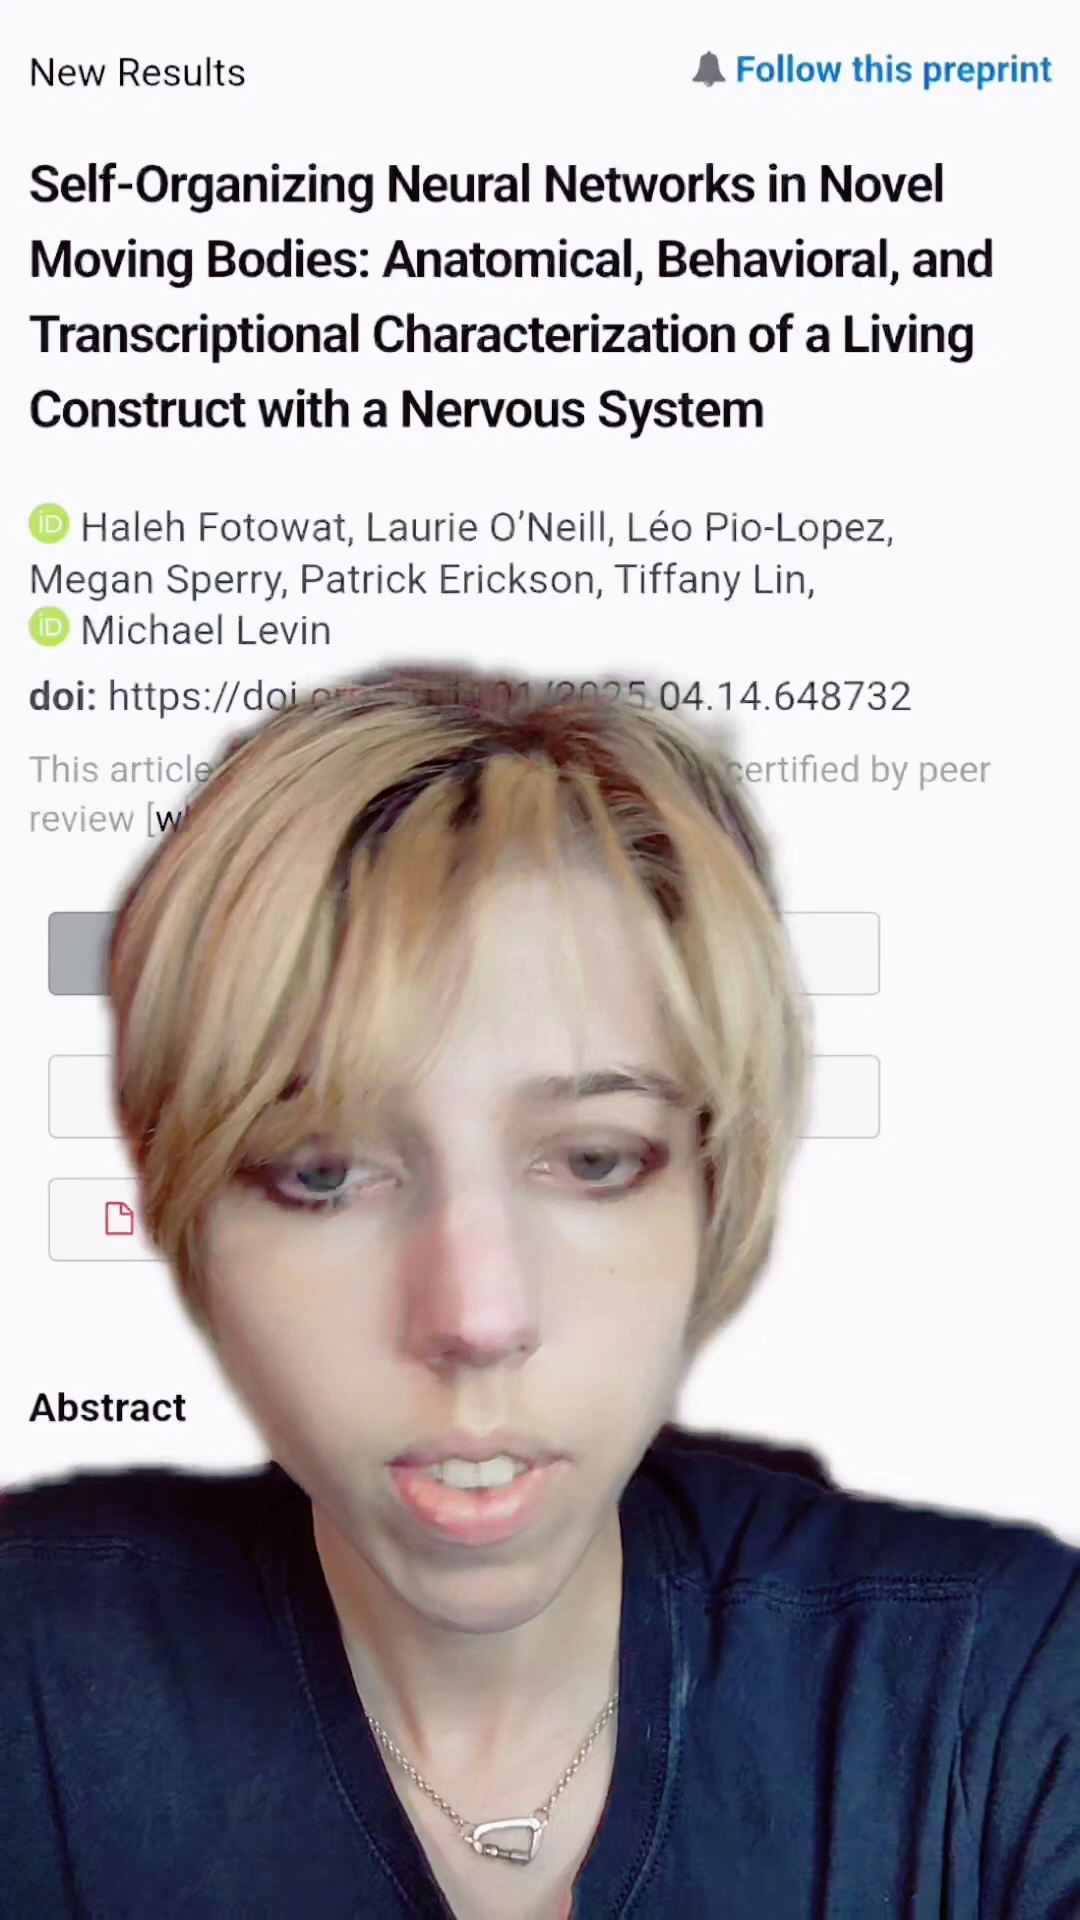 New Results
Follow this preprint
Self-Organizing Neural Networks in Novel
Moving Bodies: Anatomical, Behavioral, and
Transcriptional Characterization of a Living
Construct with a Nervous System
iD Haleh Fotowat, Laurie O’Neill, Léo Pio-Lopez,
Megan Sperry, Patrick Erickson, Tiffany Lin,
iD Michael Levin
doi: https://doi 2025.04.14.648732
This article certified by peer
review [
Abstract